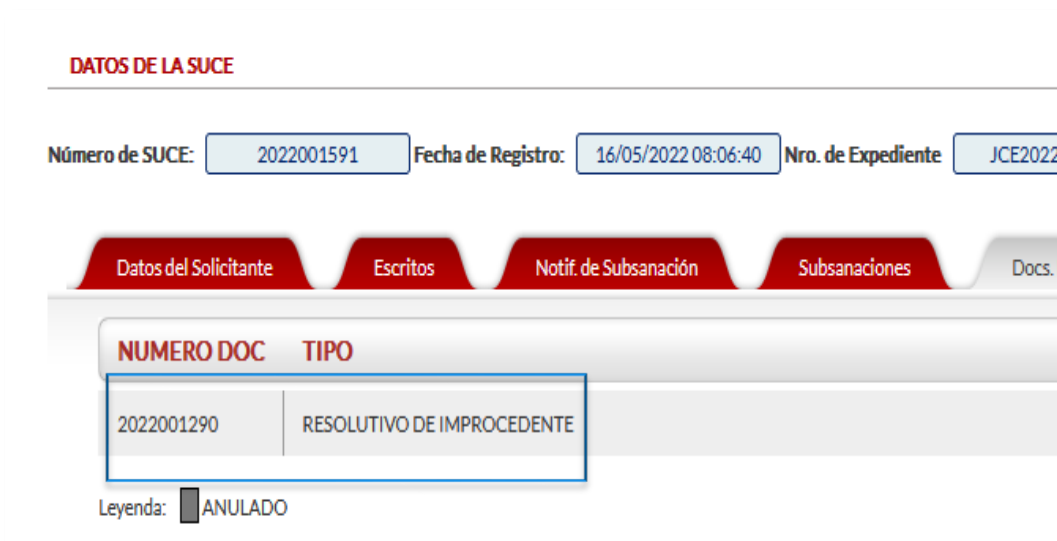 DATOS DE LA SUCE
Número de SUCE: 2022001591 Fecha de Registro: 16/05/2022 08:06:40 Nro. de Expediente JCE2022
Datos del Solicitante Escritos Notif. de Subsanación Subsanaciones Docs.
NUMERO DOC TIPO
2022001290 RESOLUTIVO DE IMPROCEDENTE
Leyenda: ANULADO